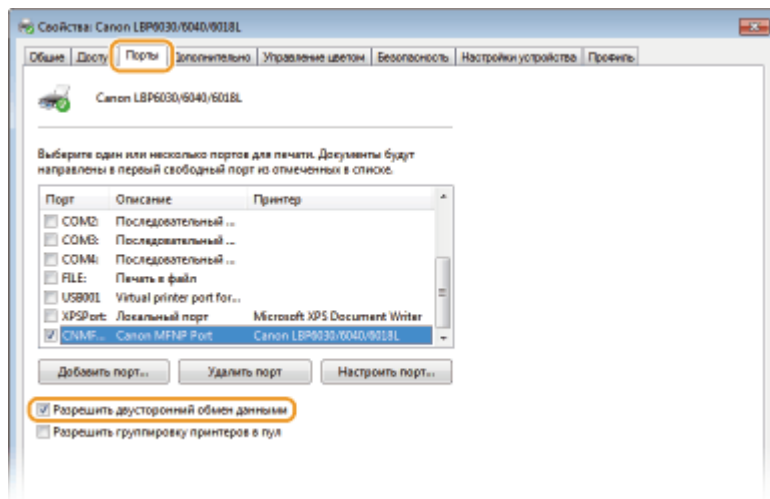 Свойства: Canon LBP6030/6040/6018L
Общие Доступ Порты Дополнительно Управление цветом Безопасность Настройки устройства Профиль
Canon LBP6030/6040/6018L
Выберите один или несколько портов для печати. Документы будут
направлены в первый свободный порт из отмеченных в списке.
Порт Описание Принтер
COM2: Последовательный ...
COM3: Последовательный ...
COM4: Последовательный ...
FILE: Печать в файл
USB001 Virtual printer port for...
XPSPort: Локальный порт Microsoft XPS Document Writer
CNMF... Canon MFNP Port Canon LBP6030/6040/6018L
Добавить порт... Удалить порт Настроить порт...
Разрешить двусторонний обмен данными
Разрешить группировку принтеров в пул